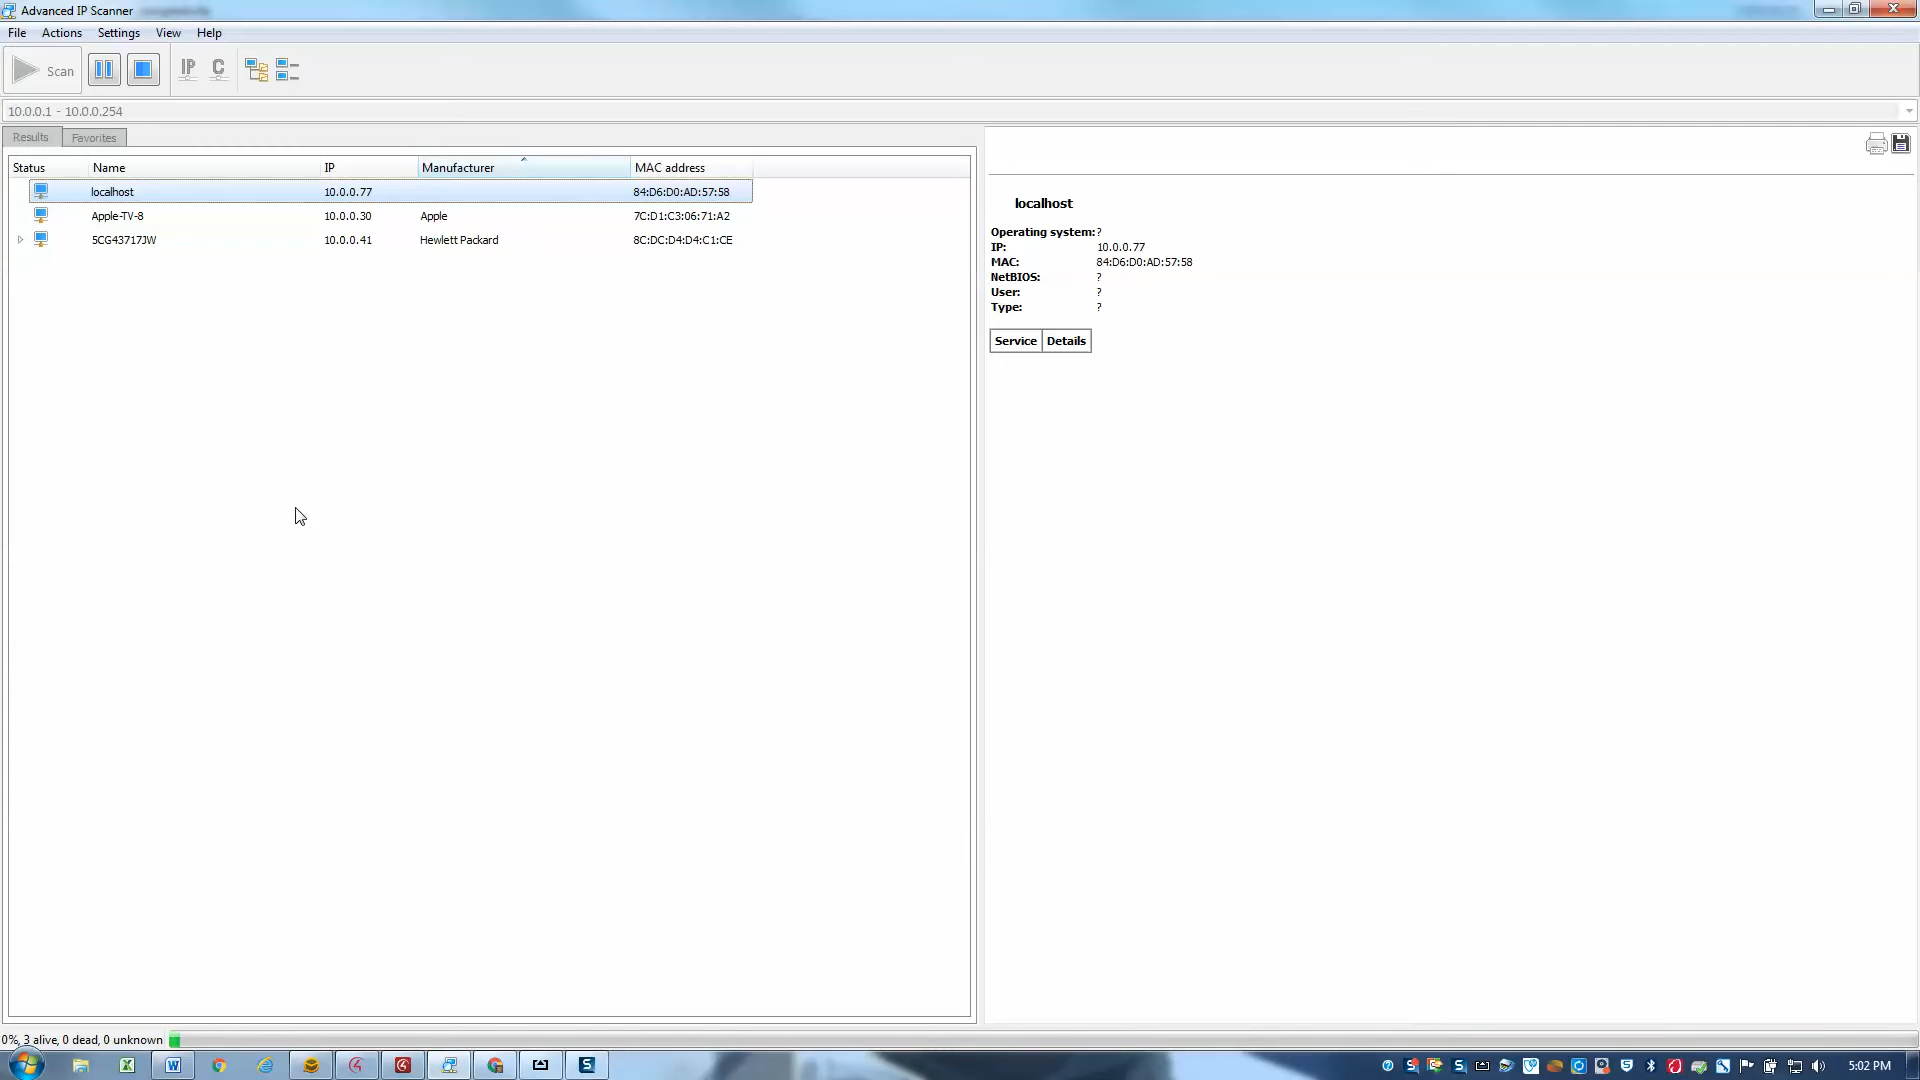 Advanced IP Scanner
File Actions Settings View Help
Scan IP C
10.0.0.1 - 10.0.0.254
Results Favorites
Status Name IP Manufacturer MAC address
localhost 10.0.0.77 84:D6:D0:AD:57:58
Apple-TV-8 10.0.0.30 Apple 7C:D1:C3:06:71:A2
5CG43717JW 10.0.0.41 Hewlett Packard 8C:DC:D4:D4:C1:CE
localhost
Operating system: ?
IP: 10.0.0.77
MAC: 84:D6:D0:AD:57:58
NetBIOS: ?
User: ?
Type: ?
Service Details
0%, 3 alive, 0 dead, 0 unknown
5:02 PM